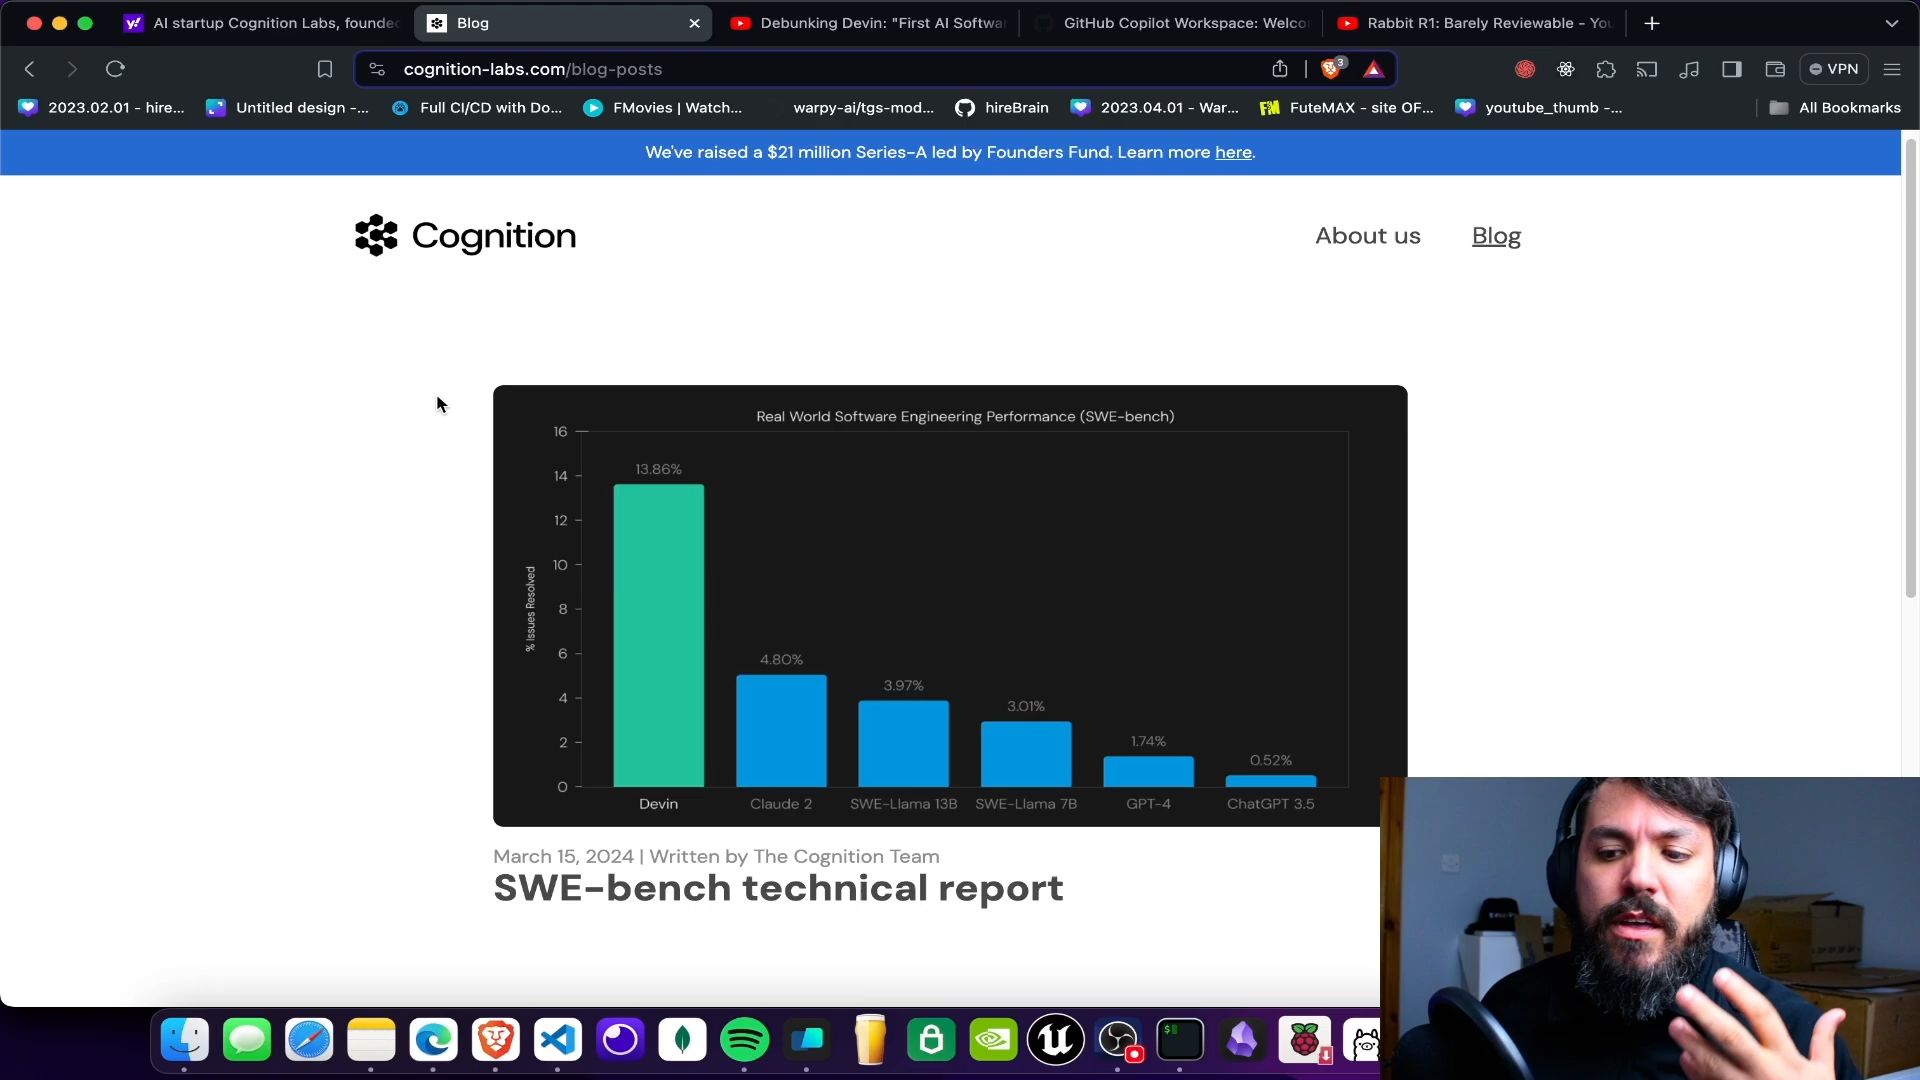 AI startup Cognition Labs, founde
Blog
Debunking Devin: "First AI Softwa
GitHub Copilot Workspace: Welco
Rabbit R1: Barely Reviewable - You
cognition-labs.com/blog-posts
3
VPN
2023.02.01 - hire...
Untitled design -...
Full CI/CD with Do...
FMovies | Watch...
warpy-ai/tgs-mod...
hireBrain
2023.04.01 - War...
FuteMAX - site OF...
youtube_thumb -...
All Bookmarks
We've raised a $21 million Series-A led by Founders Fund. Learn more here.
Cognition
About us
Blog
Real World Software Engineering Performance (SWE-bench)
16
14
12
10
8
6
4
2
0
% Issues Resolved
13.86%
4.80%
3.97%
3.01%
1.74%
0.52%
Devin
Claude 2
SWE-Llama 13B
SWE-Llama 7B
GPT-4
ChatGPT 3.5
March 15, 2024 | Written by The Cognition Team
SWE-bench technical report